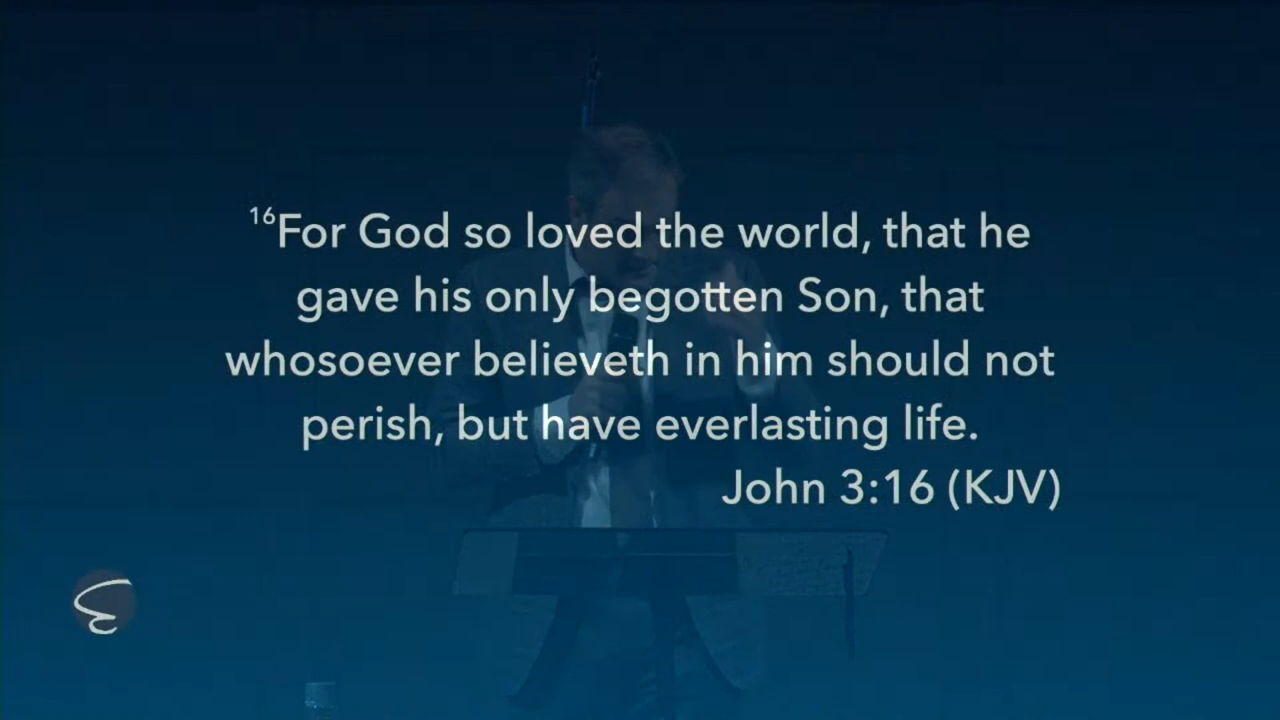 ¹⁶For God so loved the world, that he
gave his only begotten Son, that
whosoever believeth in him should not
perish, but have everlasting life.
John 3:16 (KJV)